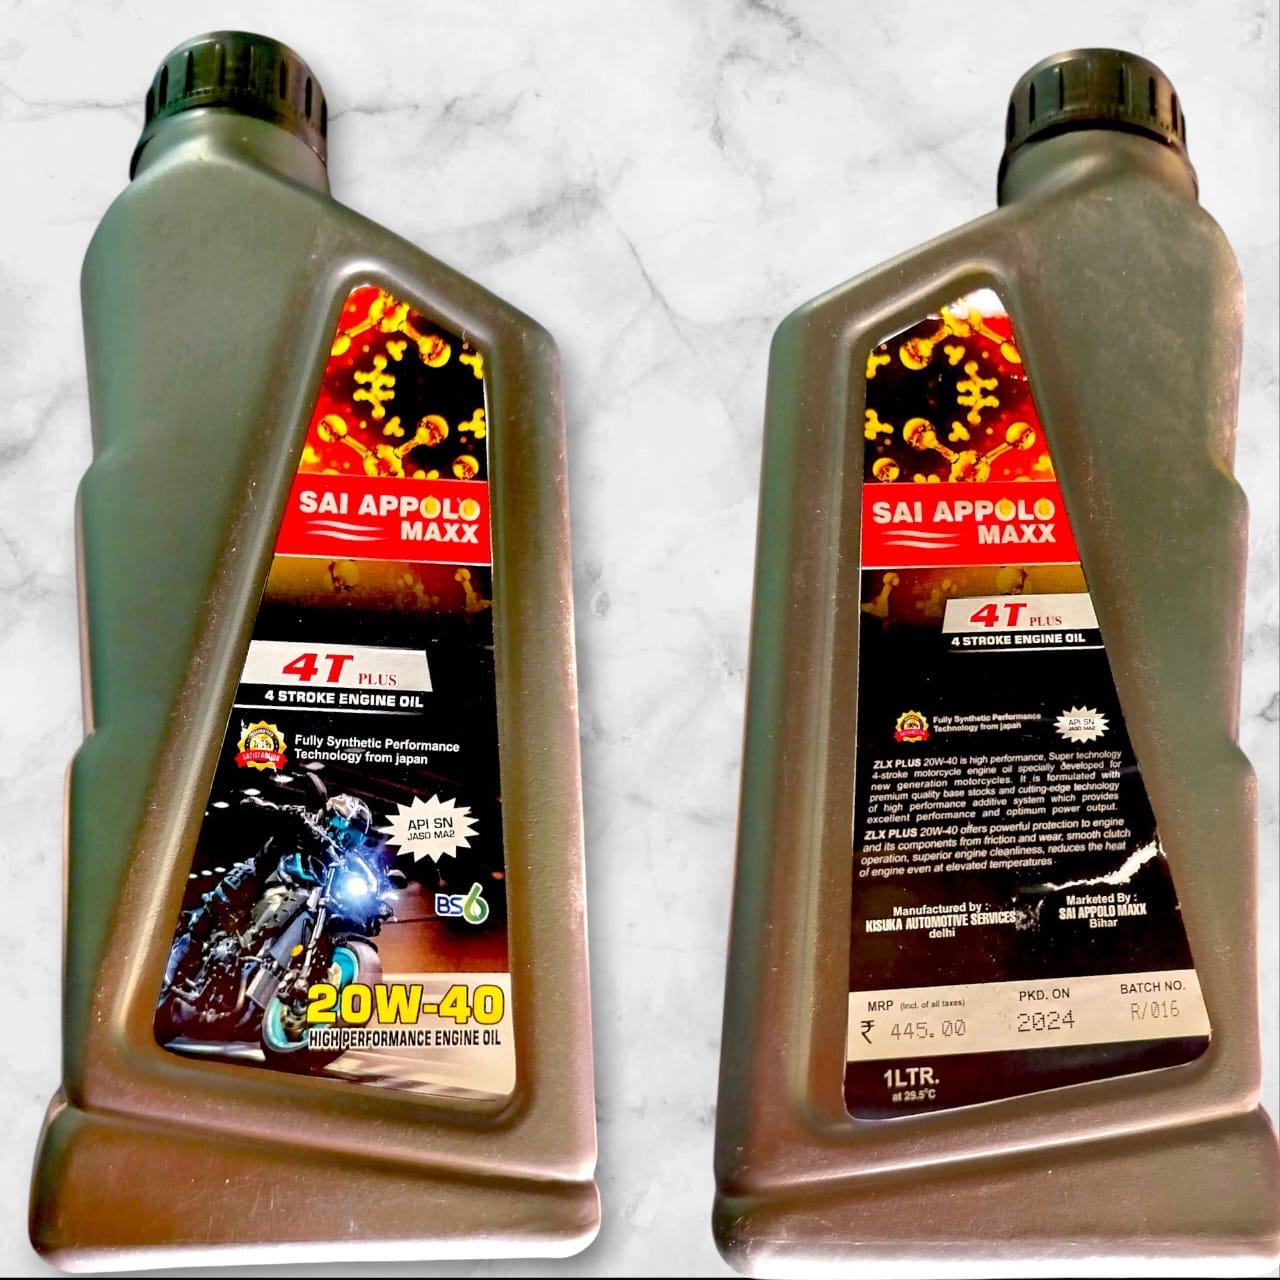 SAI APPOLO
MAXX
4T PLUS
4 STROKE ENGINE OIL
SATISFACTION
Fully Synthetic Performance
Technology from japan
API SN
JASO MA2
BS6
20W-40
HIGH PERFORMANCE ENGINE OIL
SAI APPOLO
MAXX
4T PLUS
4 STROKE ENGINE OIL
Fully Synthetic Performance
Technology from japan
API SN
JASO MA2
ZLX PLUS 20W-40 is high performance, Super technology
4-stroke motorcycle engine oil specially developed for
new generation motorcycles. It is formulated with
premium quality base stocks and cutting-edge technology
of high performance additive system which provides
excellent performance and optimum power output.
ZLX PLUS 20W-40 offers powerful protection to engine
and its components from friction and wear, smooth clutch
operation, superior engine cleanliness, reduces the heat
of engine even at elevated temperatures.
Manufactured by :
KISUKA AUTOMOTIVE SERVICES
delhi
Marketed By :
SAI APPOLO MAXX
Bihar
MRP (Incl. of all taxes)
₹ 445.00
PKD. ON
2024
BATCH NO.
R/016
1LTR.
at 29.5°C